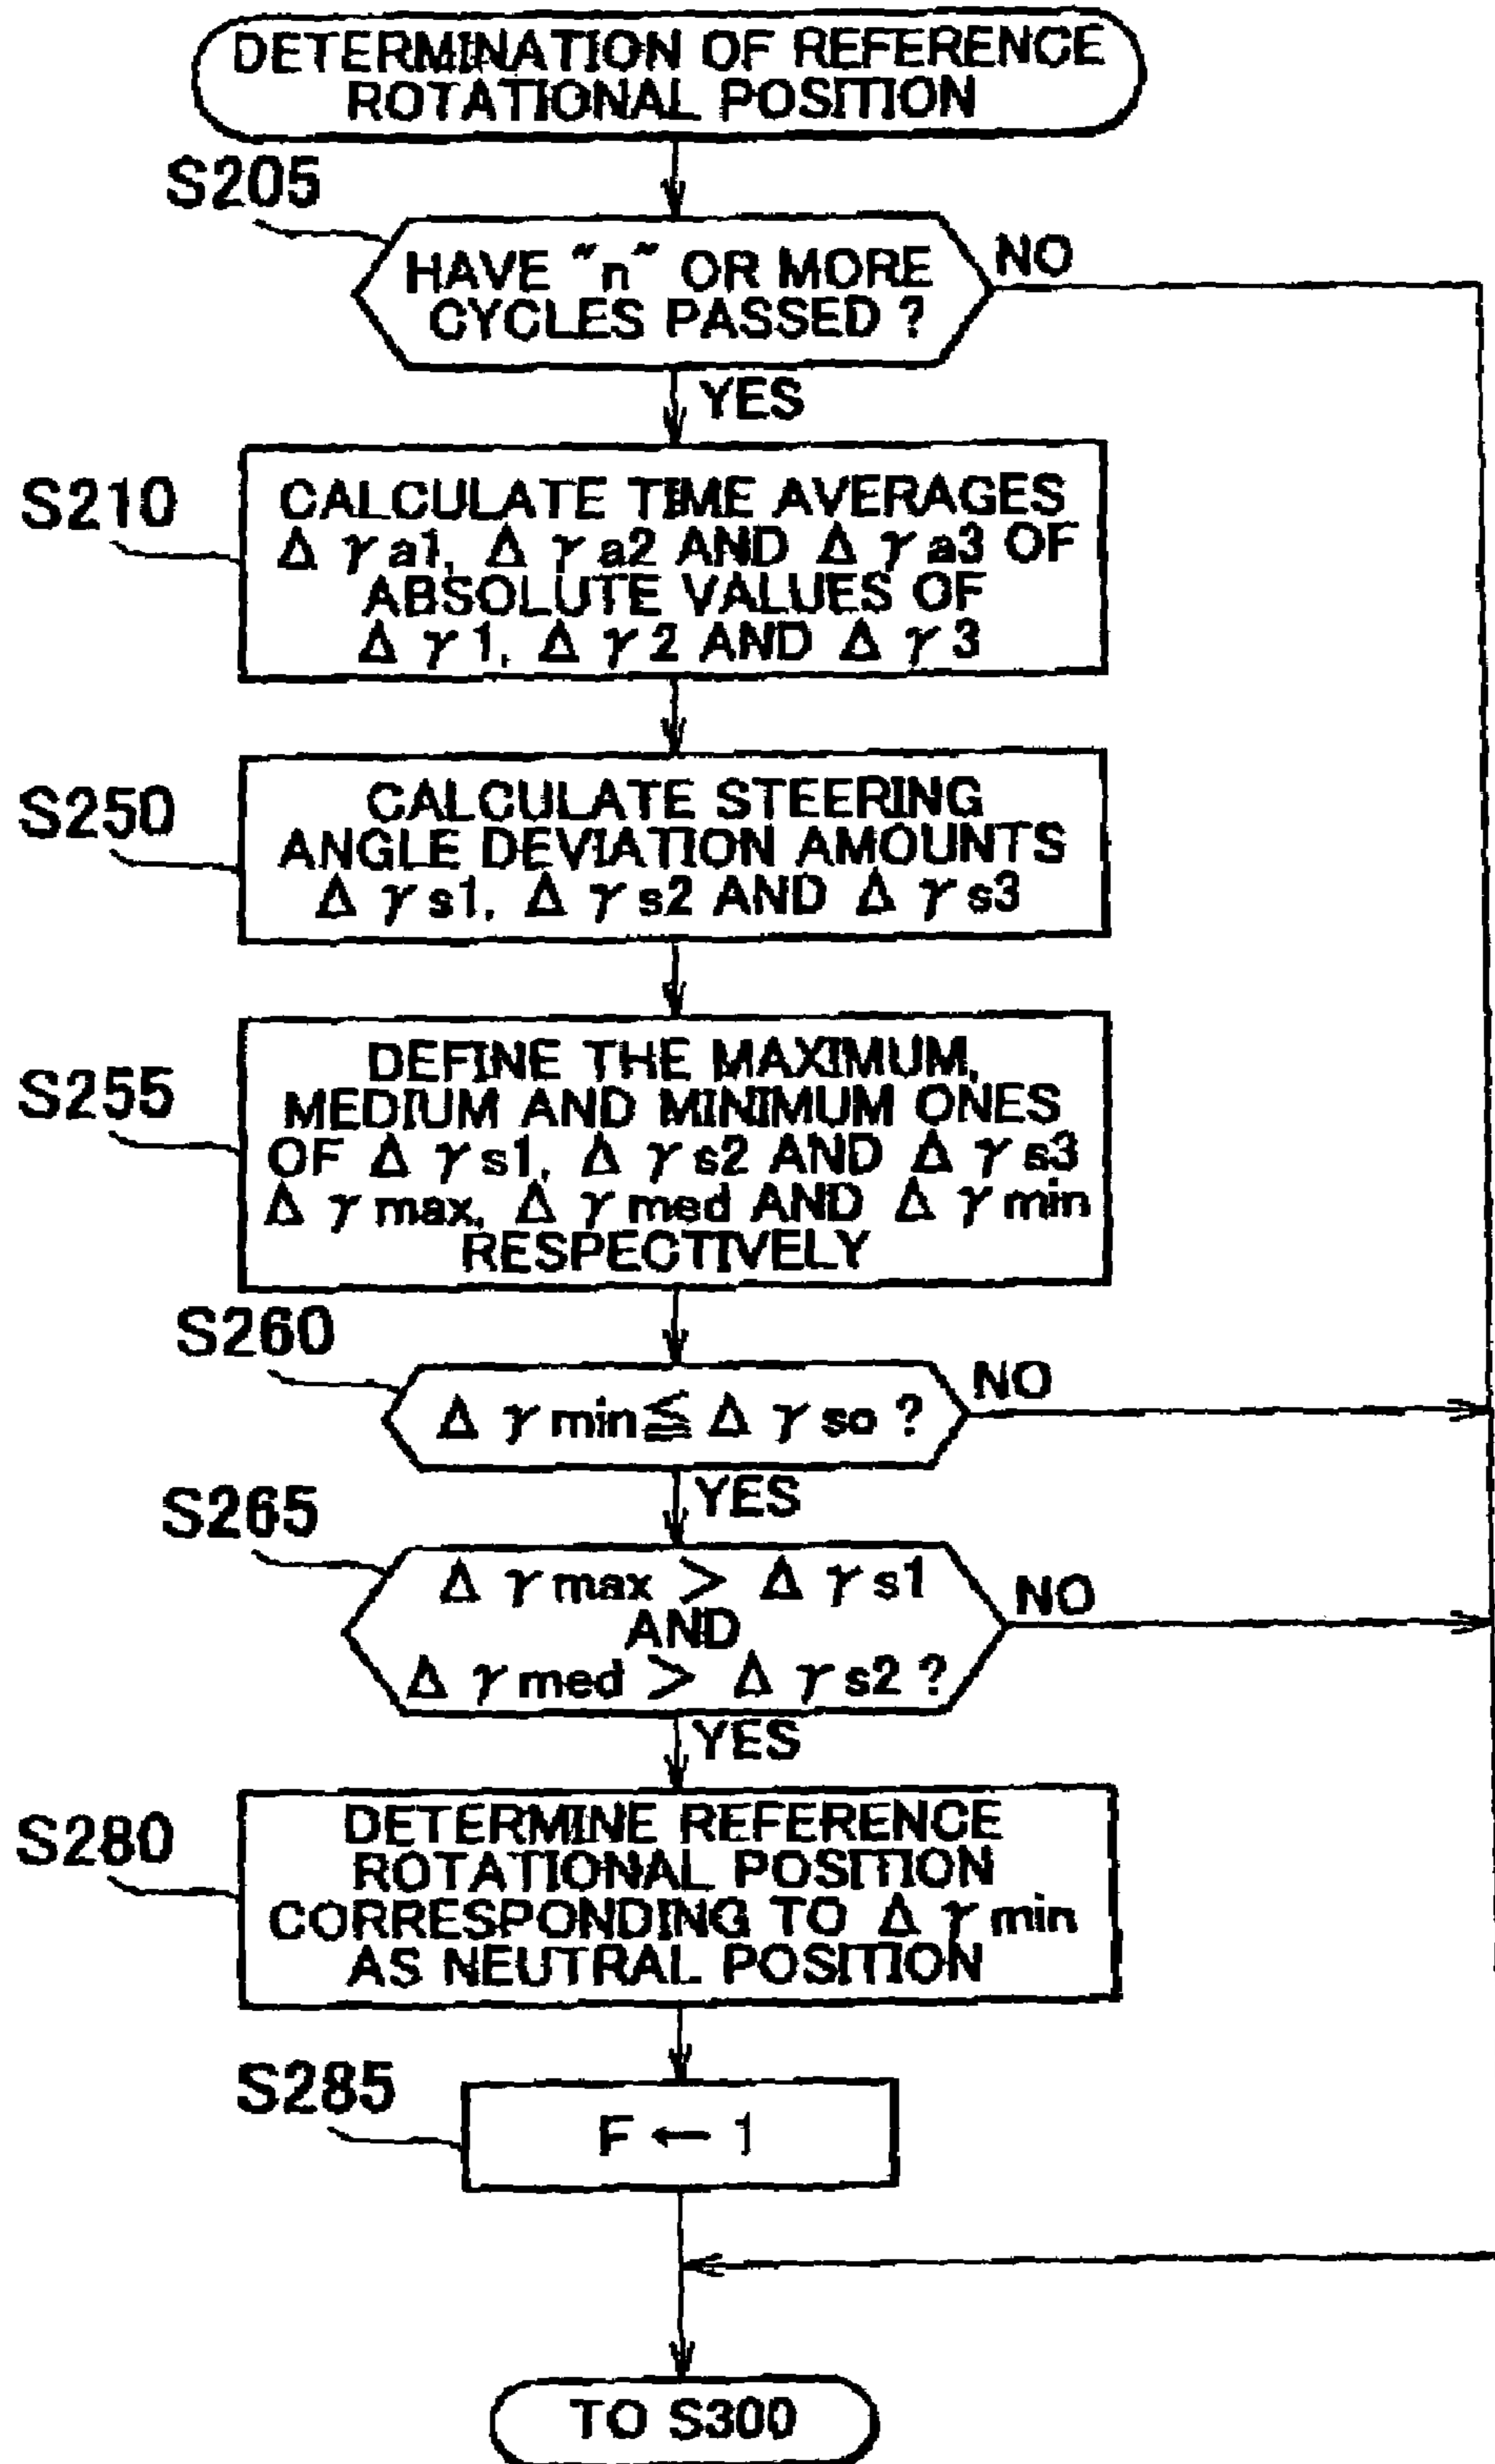 DETERMINATION OF REFERENCE
ROTATIONAL POSITION
S205
HAVE "n" OR MORE
CYCLES PASSED ?
NO
YES
S210
CALCULATE TIME AVERAGES
Δγa1, Δγa2 AND Δγa3 OF
ABSOLUTE VALUES OF
Δγ1, Δγ2 AND Δγ3
S250
CALCULATE STEERING
ANGLE DEVIATION AMOUNTS
Δγs1, Δγs2 AND Δγs3
S255
DEFINE THE MAXIMUM,
MEDIUM AND MINIMUM ONES
OF Δγs1, Δγs2 AND Δγs3
Δγmax, Δγmed AND Δγmin
RESPECTIVELY
S260
Δγmin≦Δγso ?
NO
YES
S265
Δγmax > Δγs1
AND
Δγmed > Δγs2 ?
NO
YES
S280
DETERMINE REFERENCE
ROTATIONAL POSITION
CORRESPONDING TO Δγmin
AS NEUTRAL POSITION
S285
F ← 1
TO S300